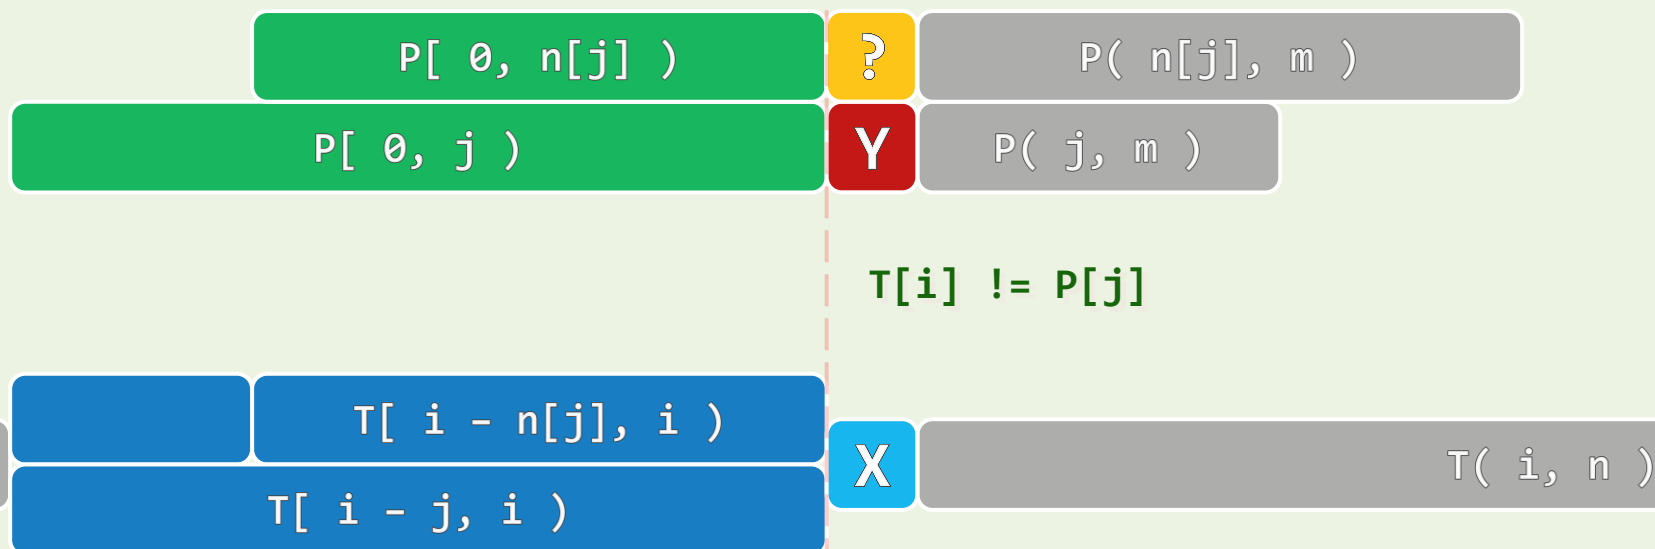 P[ 0, n[j] ) ? P( n[j], m )
P[ 0, j ) Y P( j, m )
T[i] != P[j]
T[ i – n[j], i )
X T( i, n )
T[ i – j, i )